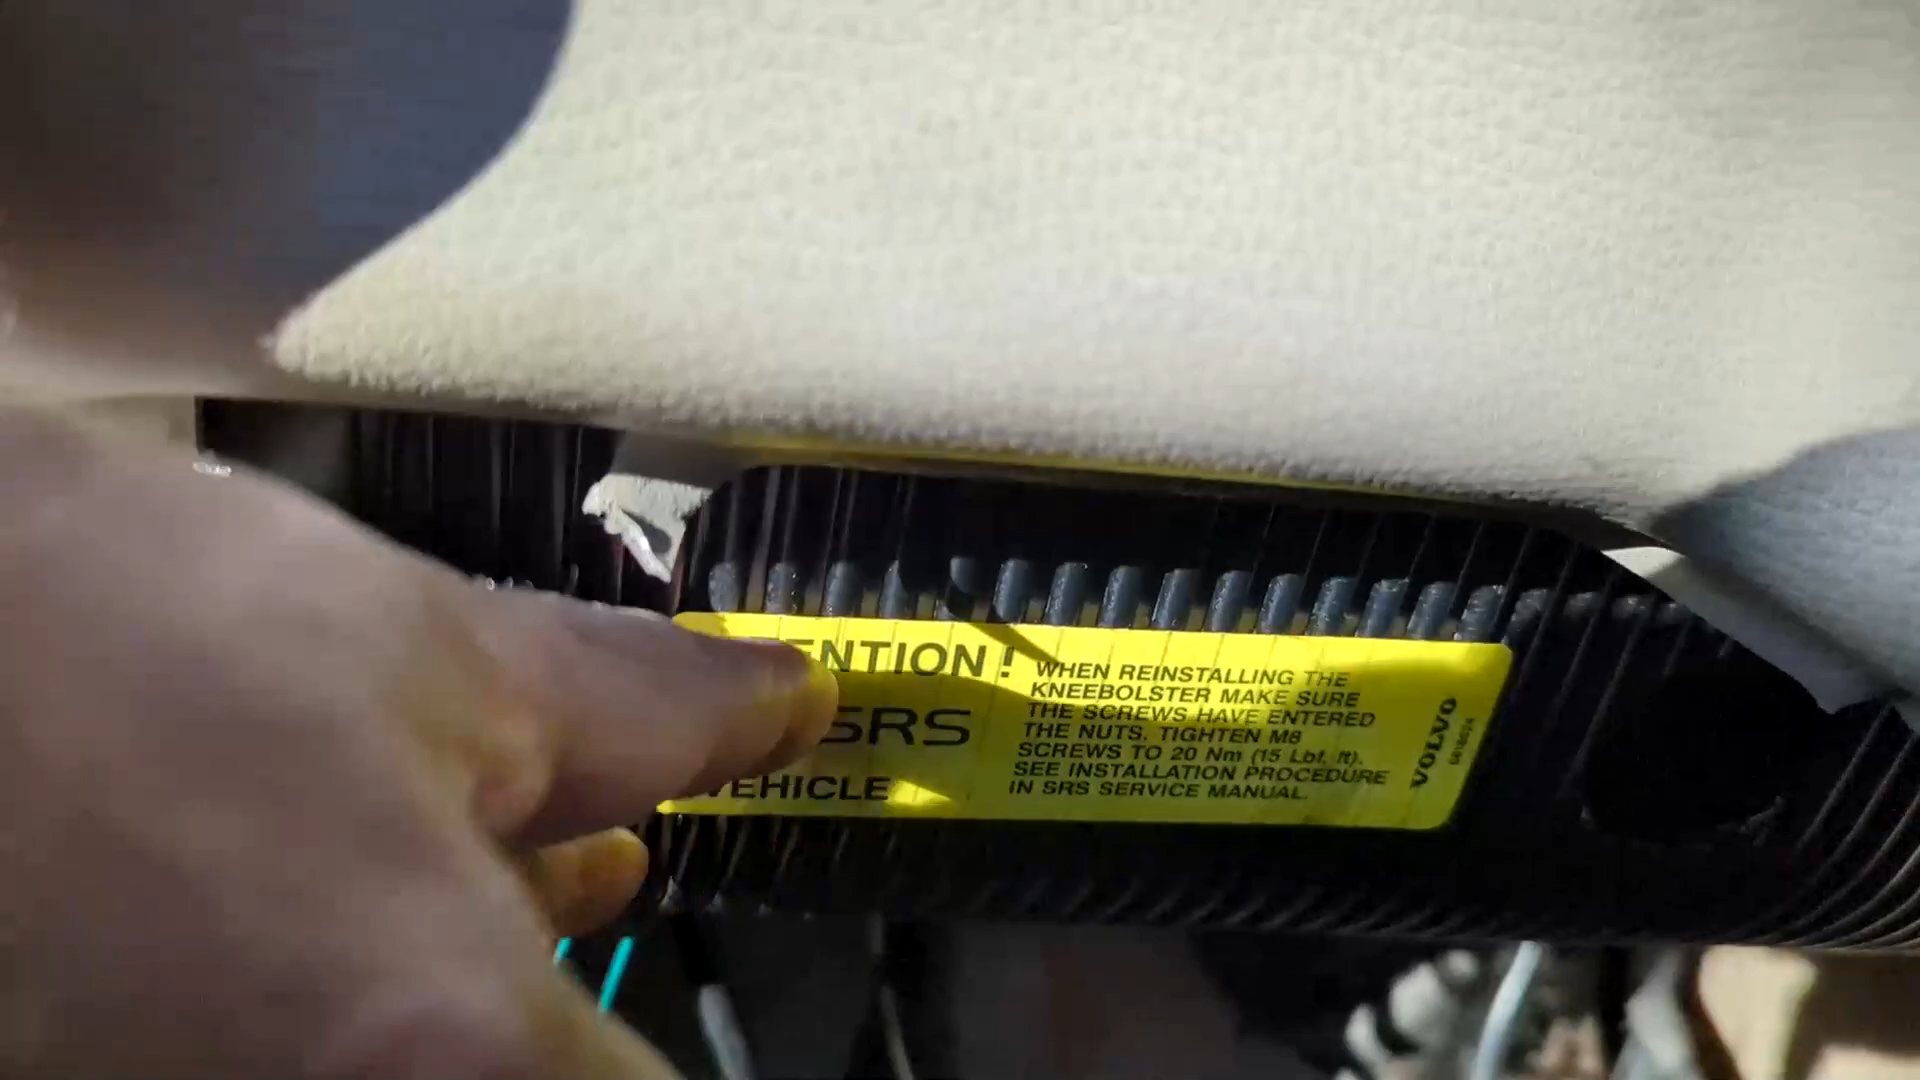 ENTION!
SRS
VEHICLE
WHEN REINSTALLING THE
KNEEBOLSTER MAKE SURE
THE SCREWS HAVE ENTERED
THE NUTS. TIGHTEN M8
SCREWS TO 20 Nm (15 Lbf. ft).
SEE INSTALLATION PROCEDURE
IN SRS SERVICE MANUAL.
VOLVO